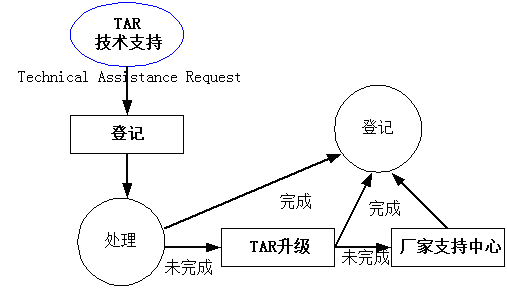 TAR
技术支持
Technical Assistance Request
登记
登记
完成
完成
处理
TAR升级
厂家支持中心
未完成
未完成